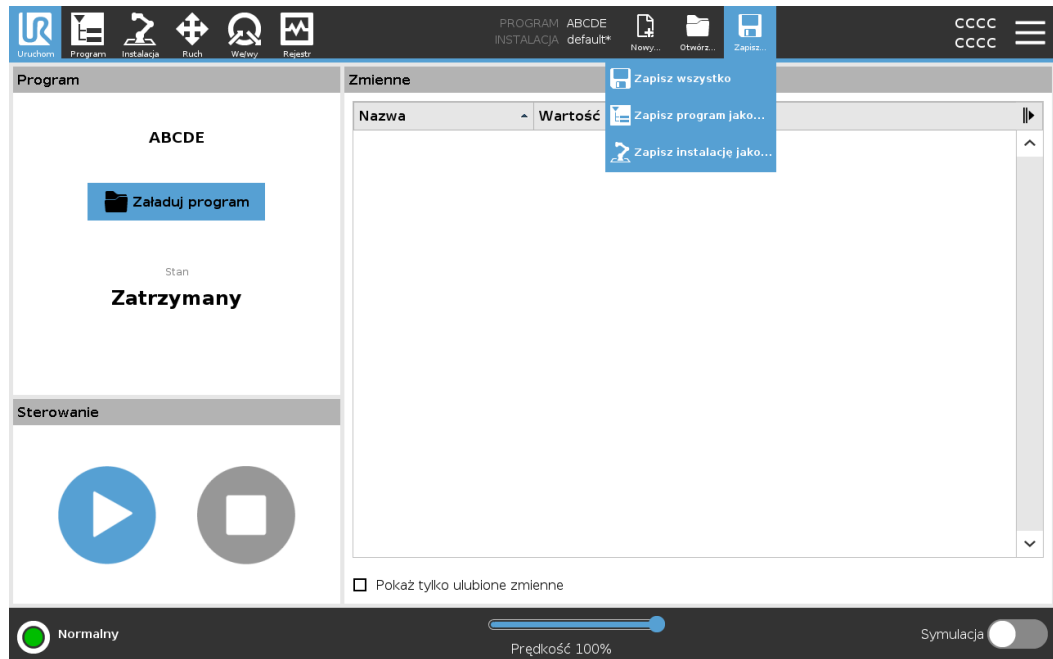 PROGRAM ABCDE
INSTALACJA default*
CCCC
CCCC
Uruchom Program Instalacja Ruch We/wy Rejestr Nowy... Otwórz... Zapisz...
Program
Zmienne
Zapisz wszystko
Zapisz program jako...
Zapisz instalację jako...
Nazwa Wartość
ABCDE
Załaduj program
Stan
Zatrzymany
Sterowanie
Pokaż tylko ulubione zmienne
Normalny
Prędkość 100%
Symulacja